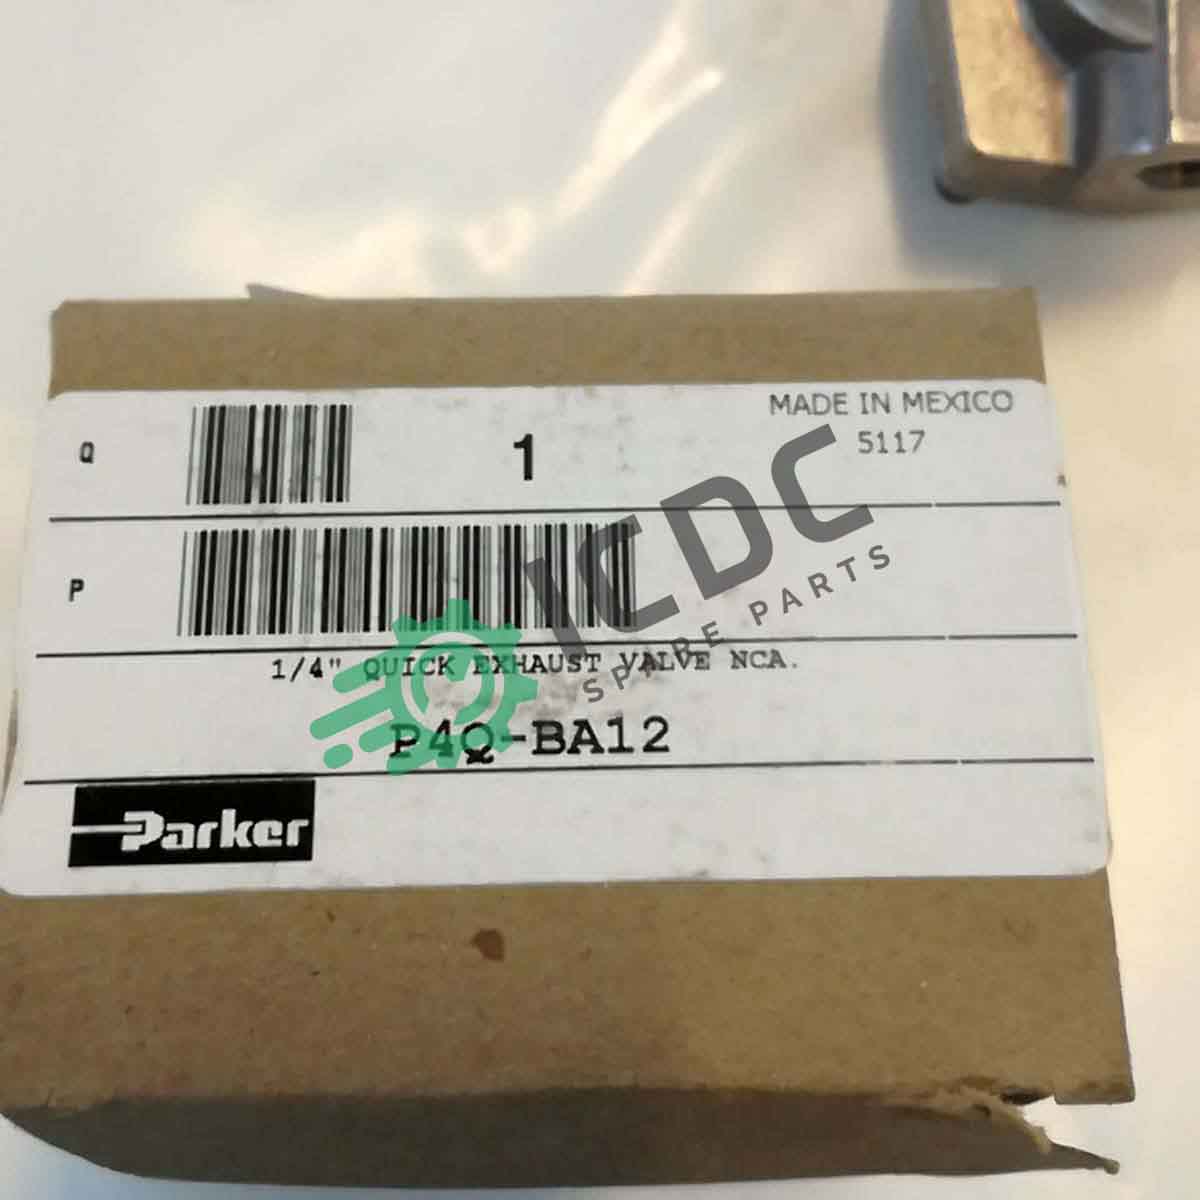 MADE IN MEXICO
5117
Q
1
P
1/4" QUICK EXHAUST VALVE NCA.
P4Q-BA12
Parker
ICDC
SPARE PARTS